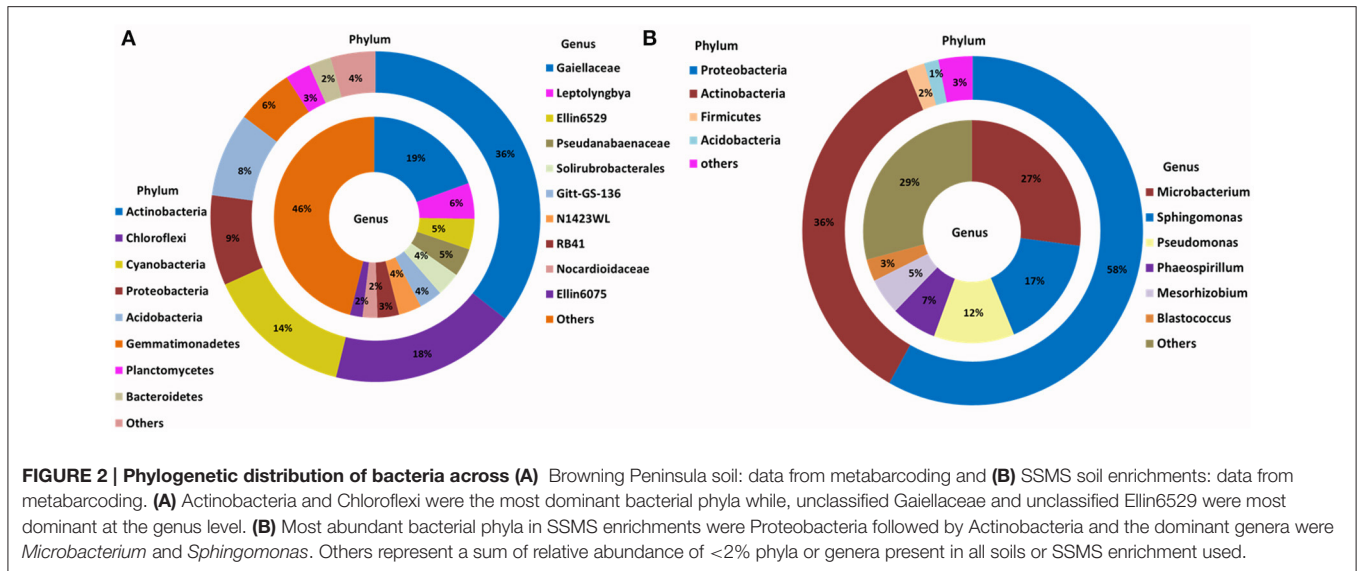 A
Phylum
36%
18%
14%
9%
8%
6%
3%
2%
4%
19%
6%
5%
5%
4%
4%
4%
3%
2%
2%
46%
Genus
Phylum
Actinobacteria
Chloroflexi
Cyanobacteria
Proteobacteria
Acidobacteria
Gemmatimonadetes
Planctomycetes
Bacteroidetes
Others
Genus
Gaiellaceae
Leptolyngbya
Ellin6529
Pseudanabaenaceae
Solirubrobacterales
Gitt-GS-136
N1423WL
RB41
Nocardioidaceae
Ellin6075
Others
B
Phylum
Proteobacteria
Actinobacteria
Firmicutes
Acidobacteria
others
Phylum
58%
36%
2%
1%
3%
27%
17%
12%
7%
5%
3%
29%
Genus
Genus
Microbacterium
Sphingomonas
Pseudomonas
Phaeospirillum
Mesorhizobium
Blastococcus
Others
FIGURE 2 | Phylogenetic distribution of bacteria across (A) Browning Peninsula soil: data from metabarcoding and (B) SSMS soil enrichments: data from
metabarcoding. (A) Actinobacteria and Chloroflexi were the most dominant bacterial phyla while, unclassified Gaiellaceae and unclassified Ellin6529 were most
dominant at the genus level. (B) Most abundant bacterial phyla in SSMS enrichments were Proteobacteria followed by Actinobacteria and the dominant genera were
Microbacterium and Sphingomonas. Others represent a sum of relative abundance of <2% phyla or genera present in all soils or SSMS enrichment used.